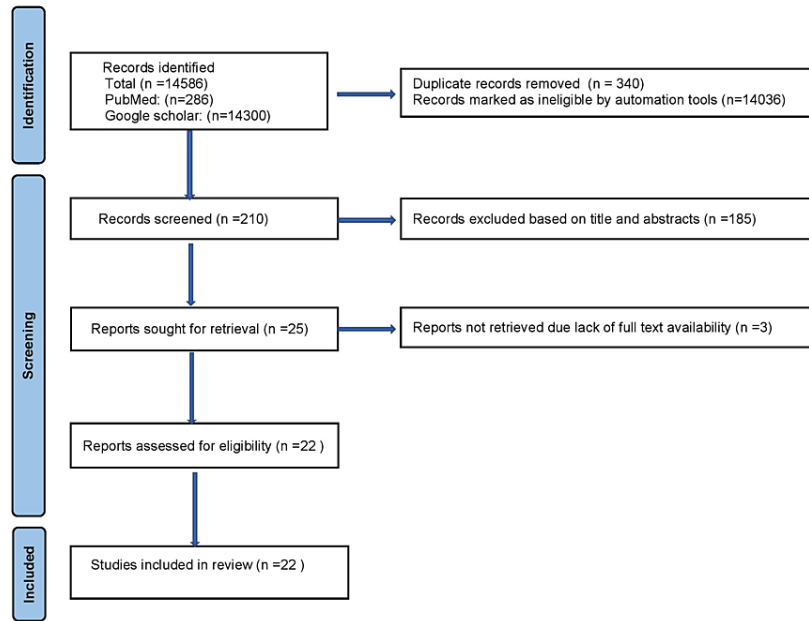 Identification
Records identified
Total (n =14586)
PubMed: (n=286)
Google scholar: (n=14300)
Duplicate records removed (n = 340)
Records marked as ineligible by automation tools (n=14036)
Screening
Records screened (n =210)
Records excluded based on title and abstracts (n =185)
Reports sought for retrieval (n =25)
Reports not retrieved due lack of full text availability (n =3)
Reports assessed for eligibility (n =22 )
Included
Studies included in review (n =22 )